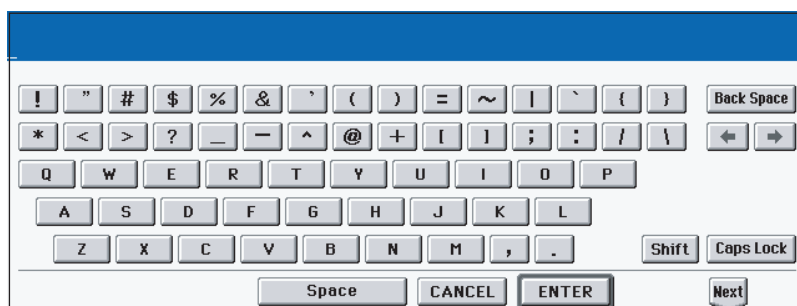 ! " # $ % & ' ( ) = ~ | ` { } Back Space
* < > ? _ — ^ @ + [ ] ; : / \ ← →
Q W E R T Y U I O P
A S D F G H J K L
Z X C V B N M , . Shift Caps Lock
Space CANCEL ENTER Next